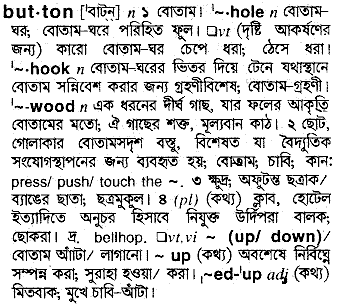 but·ton [ˈবাটন্] n ১ বোতাম। ~·hole n বোতাম-
ঘর; বোতাম-ঘরে পরিহিত ফুল। □vt (দৃষ্টি আকর্ষণের
জন্য) কারো বোতাম-ঘর চেপে ধরা; ঠেসে ধরা।
ˈ~·hook n বোতাম-ঘরের ভিতর দিয়ে টেনে যথাস্থানে
বোতাম সন্নিবেশ করার জন্য গ্রহণীবিশেষ; বোতাম-গ্রহণী।
ˈ~·wood n এক ধরনের দীর্ঘ গাছ, যার ফলের আকৃতি
বোতামের মতো; ঐ গাছের শক্ত, মূল্যবান কাঠ। ২ ছোট,
গোলাকার বোতামসদৃশ বস্তু, বিশেষত যা বৈদ্যুতিক
সংযোগস্থাপনের জন্য ব্যবহৃত হয়; বোতাম, চাবি; কান:
press/ push/ touch the ~. ৩ ক্ষুদ্র; অফুটন্ত ছত্রাক/
ব্যাঙের ছাতা; ছত্রমুকুল। ৪ (pl) (কথ্য) ক্লাব, হোটেল
ইত্যাদিতে অনুচর হিসাবে নিযুক্ত উর্দিপরা বালক;
ছোকরা। দ্র. bellhop. □vt,vi ~ (up/ down)/
বোতাম আঁটা/ লাগানো। ~ up (কথ্য) অবশেষে নির্বিঘ্নে
সম্পন্ন করা; সুরাহা হওয়া/ করা। ˌ~ed-ˈup adj (কথ্য)
মিতবাক; মুখে চাবি-আঁটা।